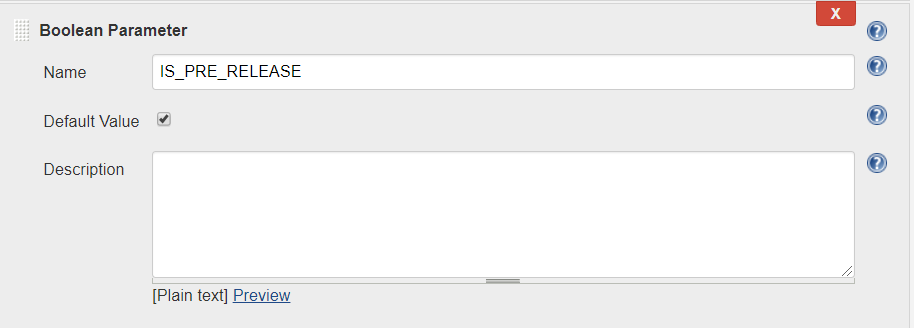 X
Boolean Parameter ?
Name IS_PRE_RELEASE ?
Default Value ?
Description ?
[Plain text] Preview